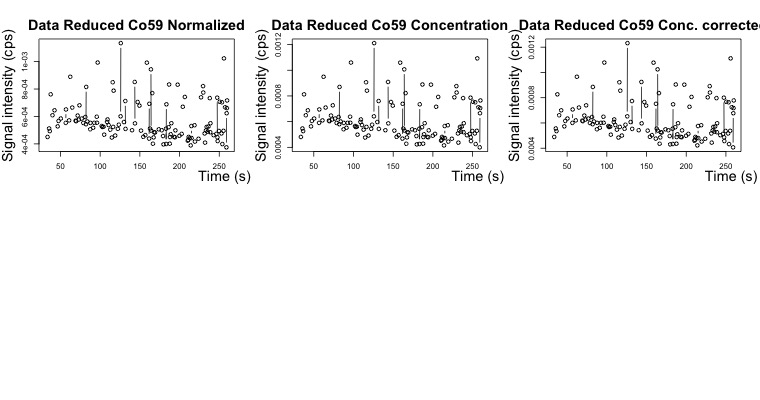 Data Reduced Co59 Normalized
Signal intensity (cps)
4e-04 6e-04 8e-04 1e-03
50 100 150 200 250
Time (s)
Data Reduced Co59 Concentration
Signal intensity (cps)
0.0004 0.0008 0.0012
50 100 150 200 250
Time (s)
Data Reduced Co59 Conc. corrected
Signal intensity (cps)
0.0004 0.0008 0.0012
50 100 150 200 250
Time (s)